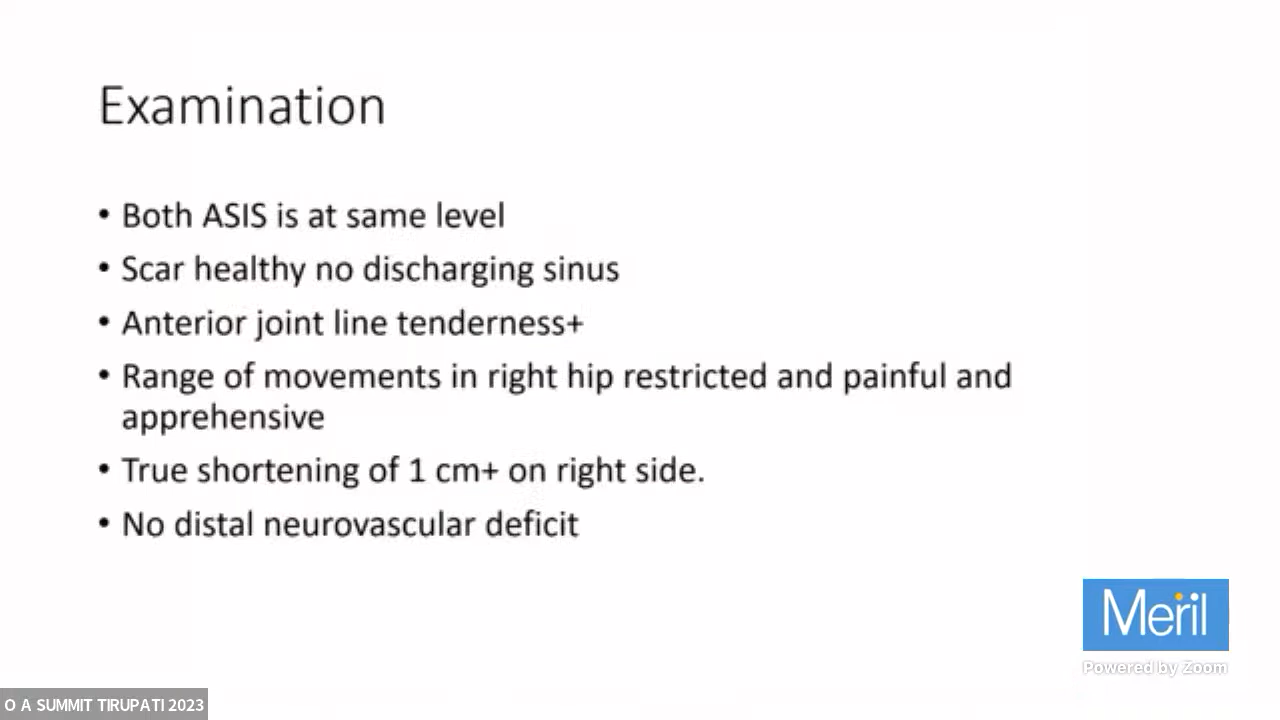 Examination
• Both ASIS is at same level
• Scar healthy no discharging sinus
• Anterior joint line tenderness+
• Range of movements in right hip restricted and painful and
apprehensive
• True shortening of 1 cm+ on right side.
• No distal neurovascular deficit
Meril
Powered by Zoom
O A SUMMIT TIRUPATI 2023